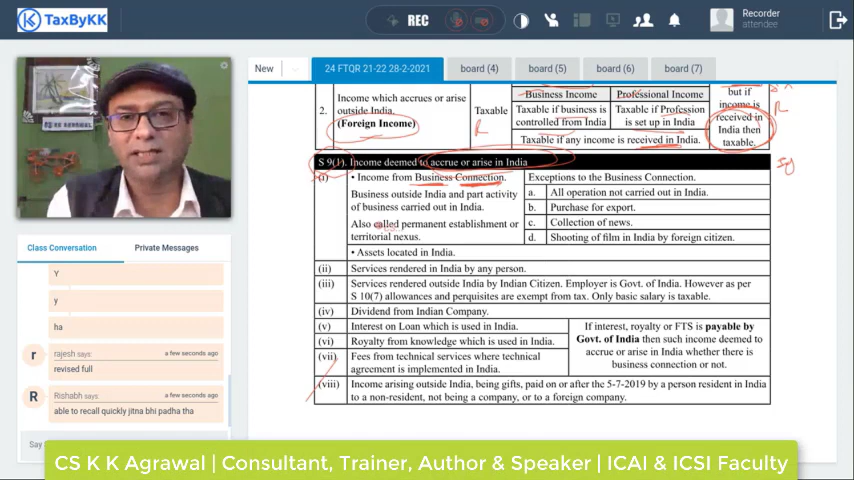 TaxByKK
REC
Recorder
attendee
New
24 FTQR 21-22 28-2-2021
board (4)
board (5)
board (6)
board (7)
2.
Income which accrues or arise
outside India.
(Foreign Income)
Taxable
R
Business Income
Professional Income
Taxable if business is
controlled from India
Taxable if Profession
is set up in India
Taxable if any income is received in India.
but if
income is
received in
India then
taxable.
R
S 9(1). Income deemed to accrue or arise in India
(i)
• Income from Business Connection.
Business outside India and part activity
of business carried out in India.
Also called permanent establishment or
territorial nexus.
• Assets located in India.
Exceptions to the Business Connection.
a. All operation not carried out in India.
b. Purchase for export.
c. Collection of news.
d. Shooting of film in India by foreign citizen.
(ii) Services rendered in India by any person.
(iii) Services rendered outside India by Indian Citizen. Employer is Govt. of India. However as per
S 10(7) allowances and perquisites are exempt from tax. Only basic salary is taxable.
(iv) Dividend from Indian Company.
(v) Interest on Loan which is used in India.
(vi) Royalty from knowledge which is used in India.
(vii) Fees from technical services where technical
agreement is implemented in India.
If interest, royalty or FTS is payable by
Govt. of India then such income deemed to
accrue or arise in India whether there is
business connection or not.
(viii) Income arising outside India, being gifts, paid on or after the 5-7-2019 by a person resident in India
to a non-resident, not being a company, or to a foreign company.
Class Conversation
Private Messages
Y
y
ha
r
rajesh says:
a few seconds ago
revised full
R
Rishabh says:
a few seconds ago
able to recall quickly jitna bhi padha tha
Say
CS K K Agrawal | Consultant, Trainer, Author & Speaker | ICAI & ICSI Faculty